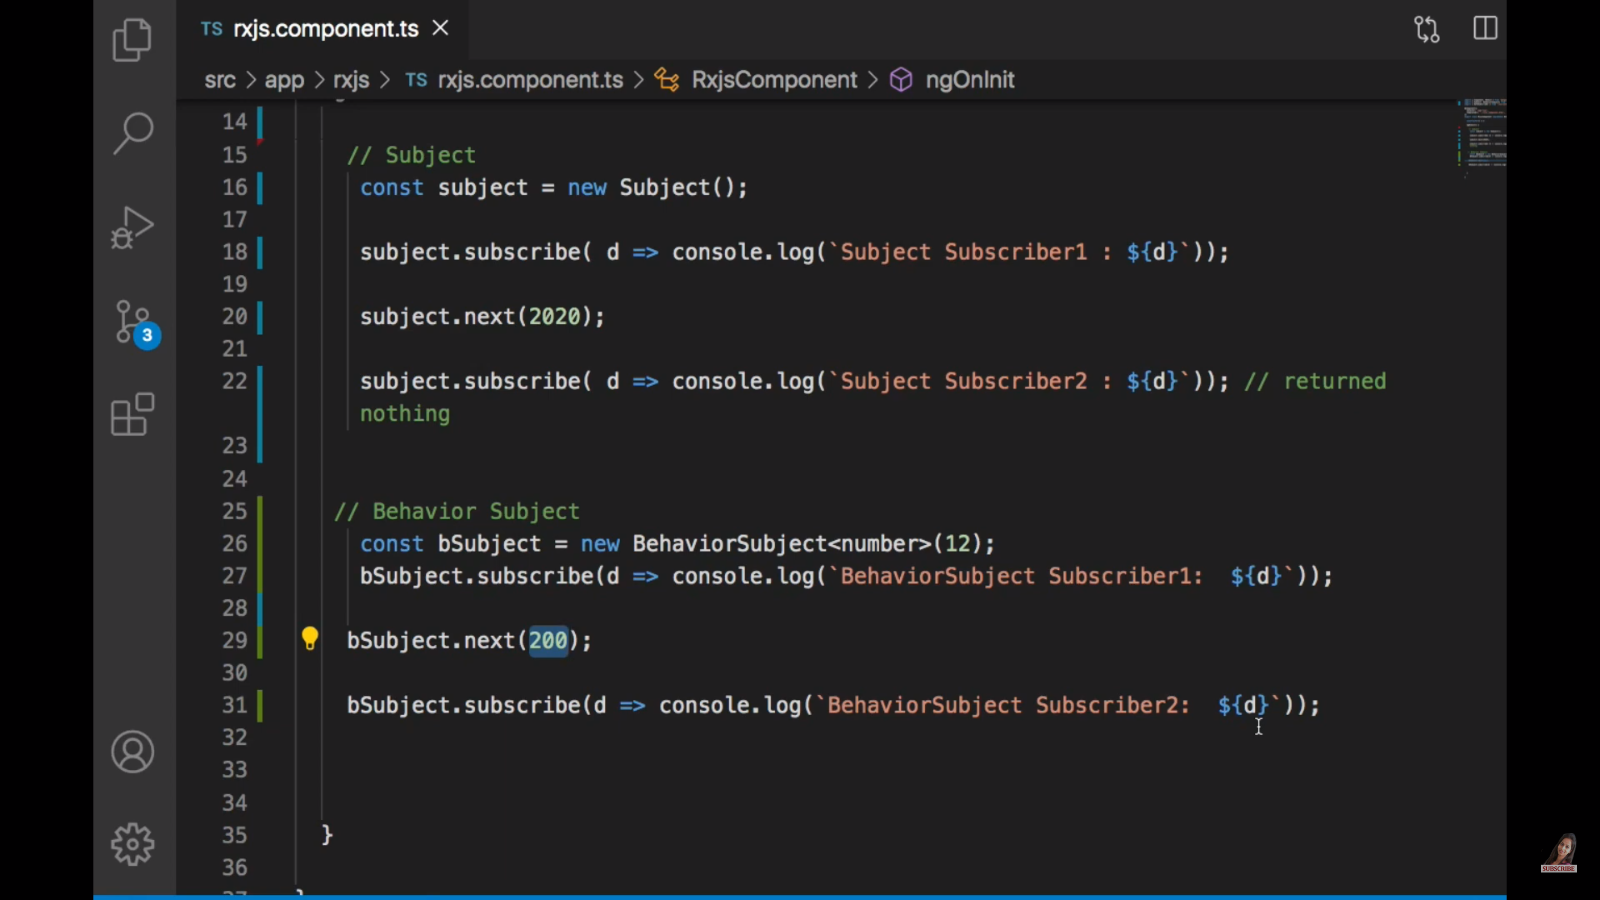 TS rxjs.component.ts
src > app > rxjs > TS rxjs.component.ts > RxjsComponent > ngOnInit
14
15 // Subject
16 const subject = new Subject();
17
18 subject.subscribe( d => console.log(`Subject Subscriber1 : ${d}`));
19
20 subject.next(2020);
21
22 subject.subscribe( d => console.log(`Subject Subscriber2 : ${d}`)); // returned
nothing
23
24
25 // Behavior Subject
26 const bSubject = new BehaviorSubject<number>(12);
27 bSubject.subscribe(d => console.log(`BehaviorSubject Subscriber1:  ${d}`));
28
29 bSubject.next(200);
30
31 bSubject.subscribe(d => console.log(`BehaviorSubject Subscriber2:  ${d}`));
32
33
34
35 }
36
3
SUBSCRIBE